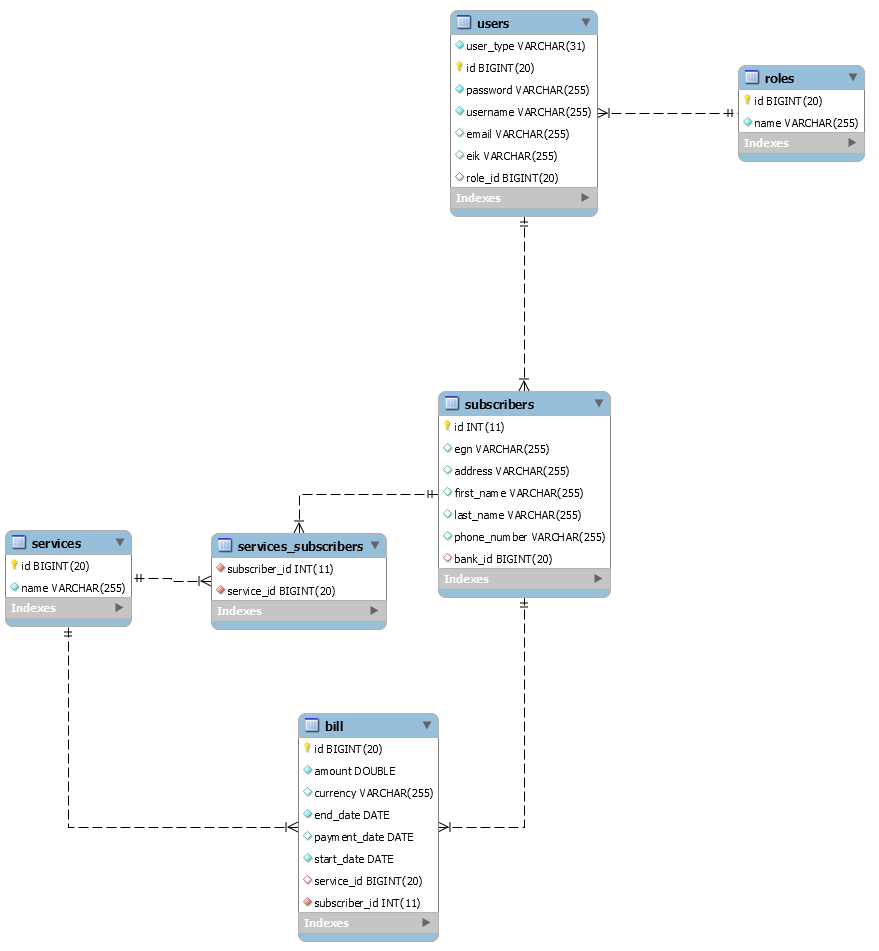 users
user_type VARCHAR(31)
id BIGINT(20)
password VARCHAR(255)
username VARCHAR(255)
email VARCHAR(255)
eik VARCHAR(255)
role_id BIGINT(20)
Indexes
roles
id BIGINT(20)
name VARCHAR(255)
Indexes
subscribers
id INT(11)
egn VARCHAR(255)
address VARCHAR(255)
first_name VARCHAR(255)
last_name VARCHAR(255)
phone_number VARCHAR(255)
bank_id BIGINT(20)
Indexes
services
id BIGINT(20)
name VARCHAR(255)
Indexes
services_subscribers
subscriber_id INT(11)
service_id BIGINT(20)
Indexes
bill
id BIGINT(20)
amount DOUBLE
currency VARCHAR(255)
end_date DATE
payment_date DATE
start_date DATE
service_id BIGINT(20)
subscriber_id INT(11)
Indexes